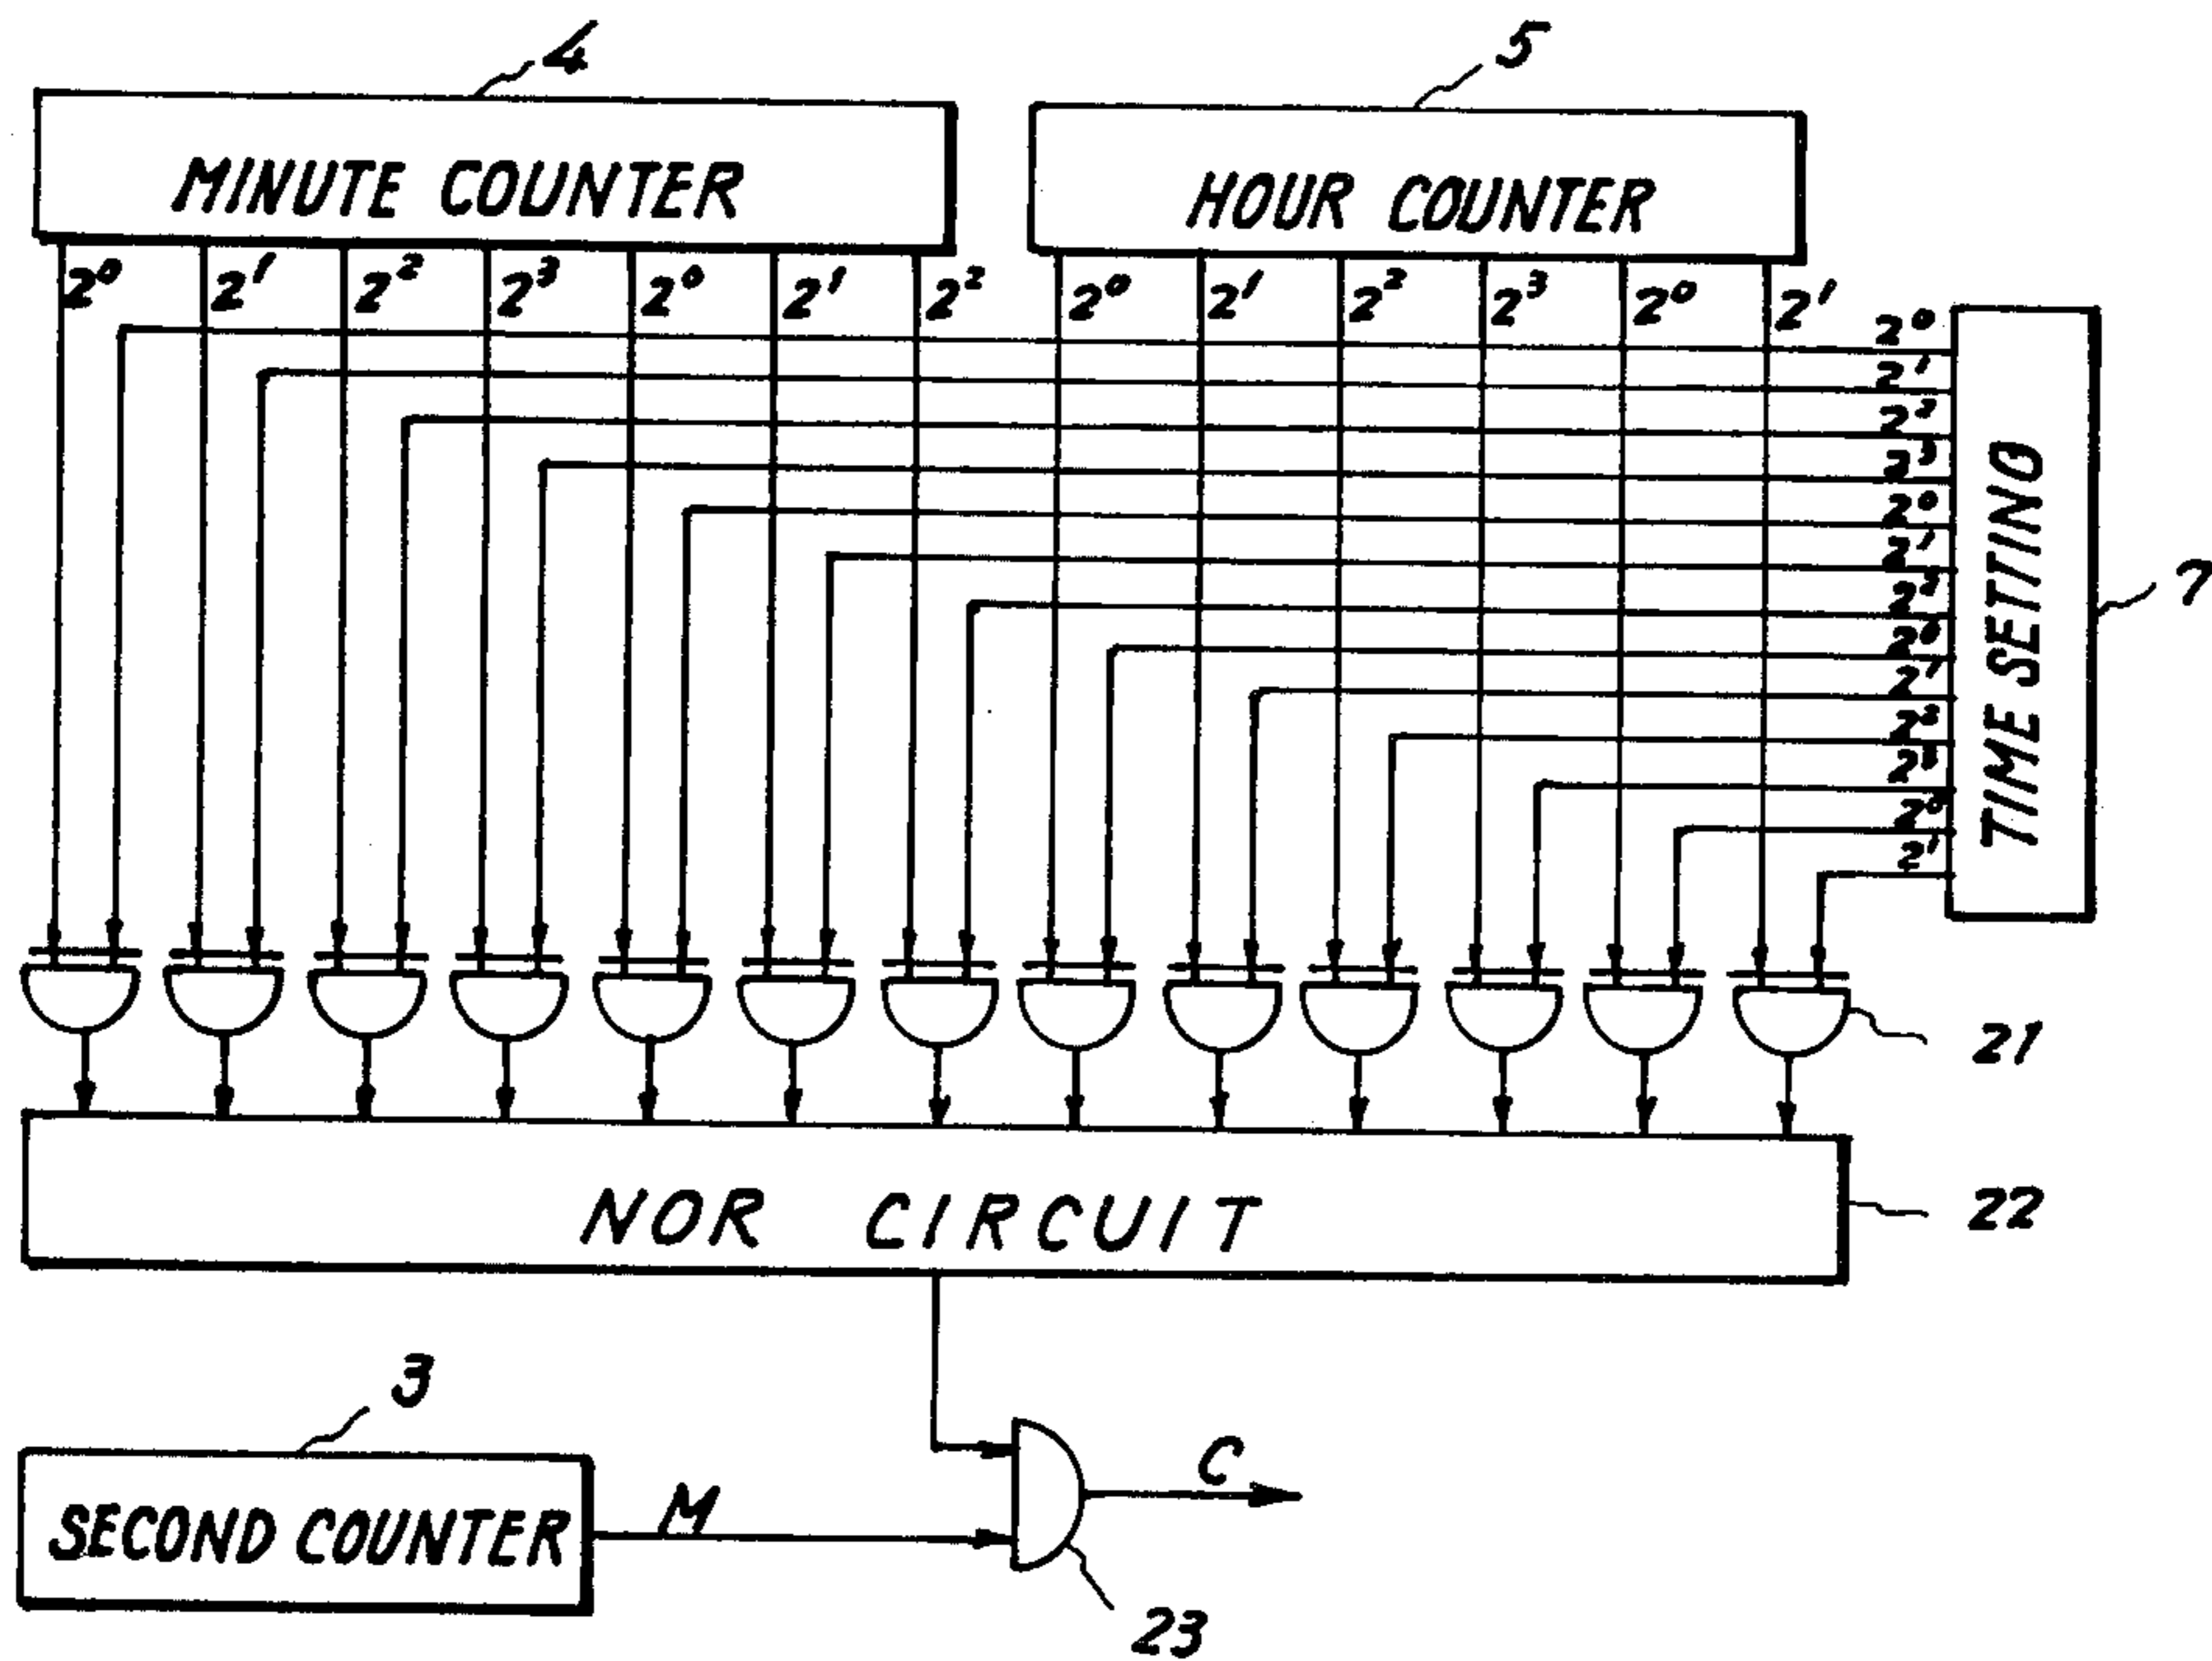 4
5
MINUTE COUNTER
HOUR COUNTER
2⁰ 2¹ 2² 2³ 2⁰ 2¹ 2² 2⁰ 2¹ 2² 2³ 2⁰ 2¹
2⁰
2¹
2²
2³
2⁰
2¹
2²
2⁰
2¹
2²
2³
2⁰
2¹
TIME SETTING
7
21
NOR CIRCUIT
22
3
SECOND COUNTER
M
C
23